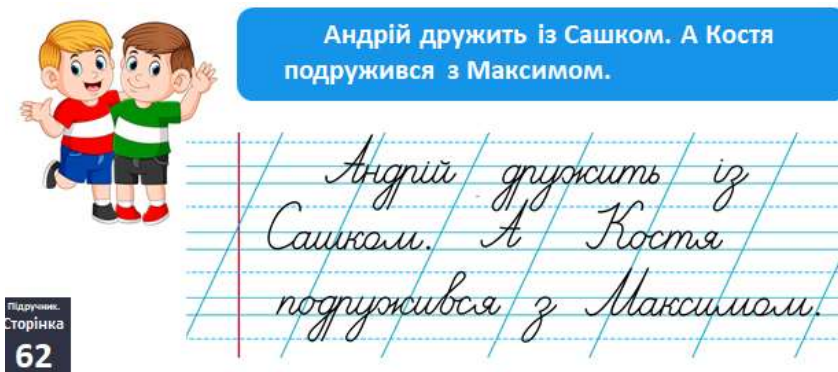 Андрій дружить із Сашком. А Костя
подружився з Максимом.
Андрій дружить із
Сашком. А Костя
подружився з Максимом.
Підручник.
Сторінка
62